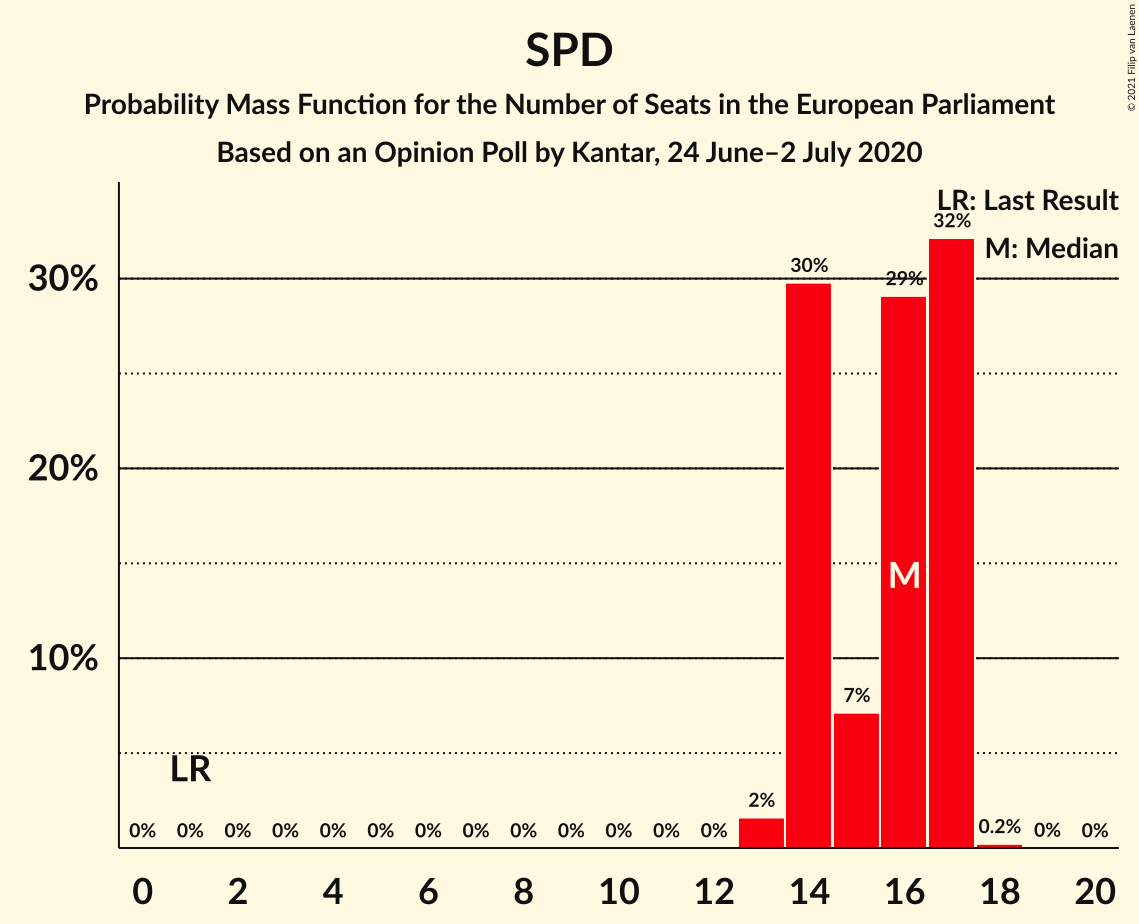 SPD
Probability Mass Function for the Number of Seats in the European Parliament
Based on an Opinion Poll by Kantar, 24 June–2 July 2020
© 2021 Filip van Laenen
LR: Last Result
M: Median
30%
20%
10%
32%
30%
29%
M
7%
LR
2%
0% 0% 0% 0% 0% 0% 0% 0% 0% 0% 0% 0% 0% 0.2% 0% 0%
0 2 4 6 8 10 12 14 16 18 20